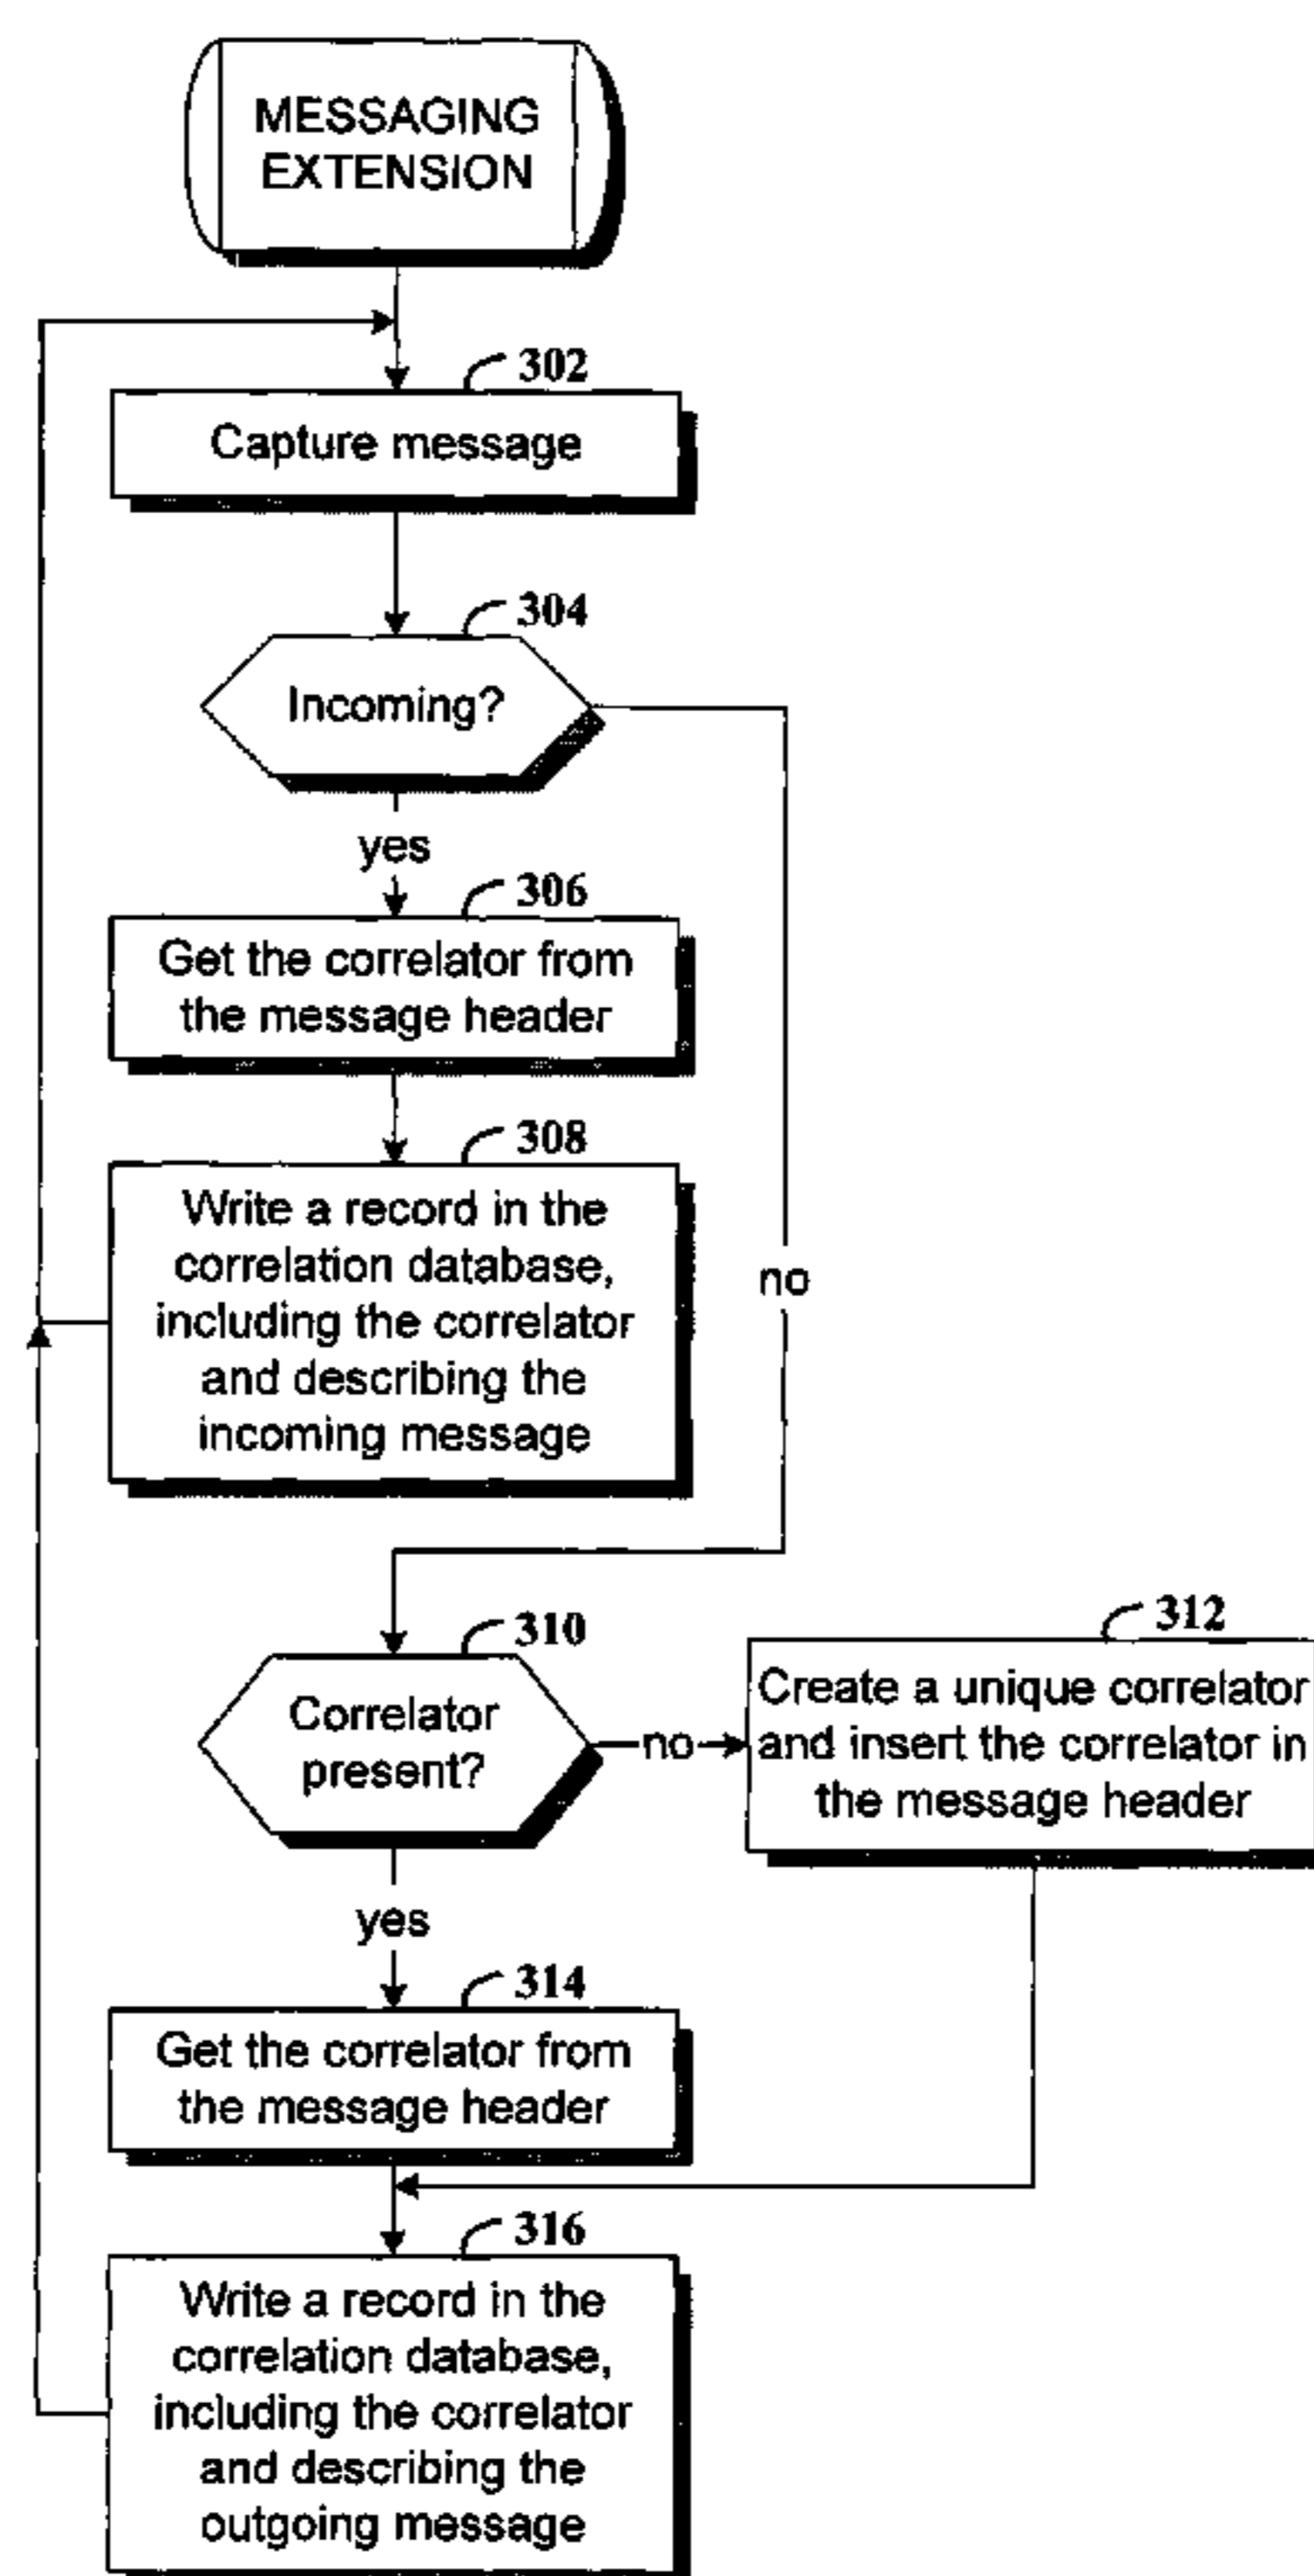 MESSAGING
EXTENSION
302
Capture message
304
Incoming?
yes
306
Get the correlator from
the message header
308
Write a record in the
correlation database,
including the correlator
and describing the
incoming message
no
310
Correlator
present?
no
312
Create a unique correlator
and insert the correlator in
the message header
yes
314
Get the correlator from
the message header
316
Write a record in the
correlation database,
including the correlator
and describing the
outgoing message